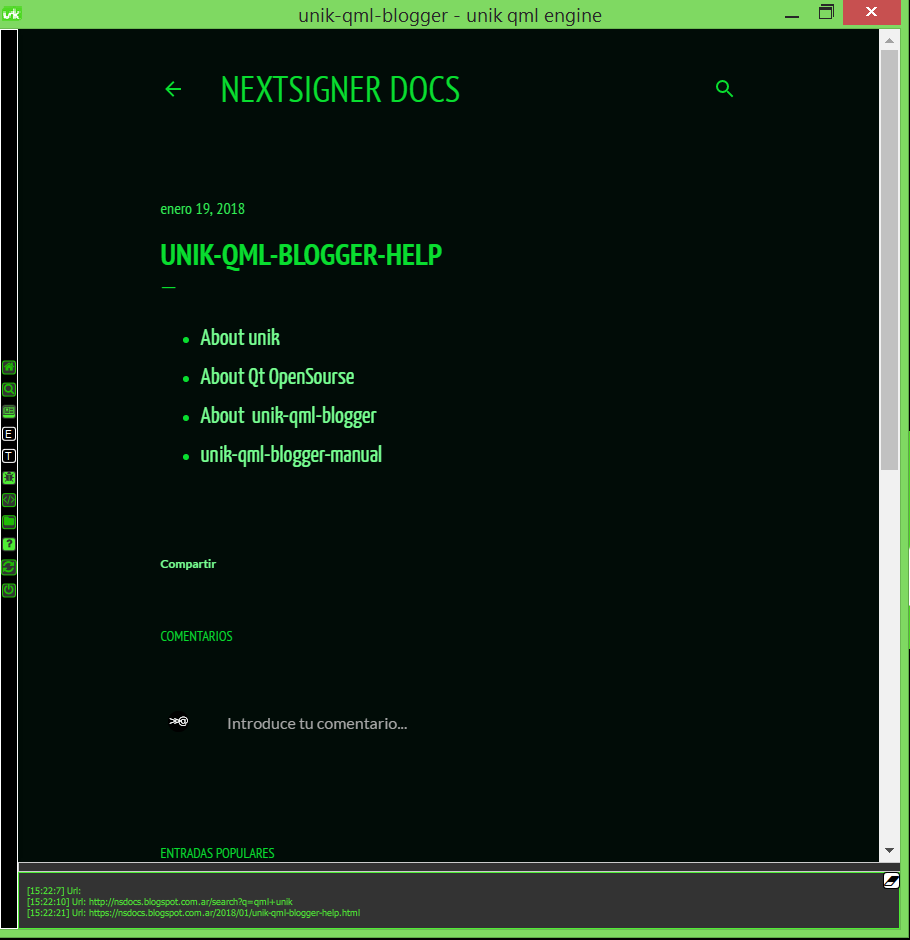 unik
unik-qml-blogger - unik qml engine
NEXTSIGNER DOCS
enero 19, 2018
UNIK-QML-BLOGGER-HELP
About unik
About Qt OpenSourse
About  unik-qml-blogger
unik-qml-blogger-manual
E
T
?
Compartir
COMENTARIOS
Introduce tu comentario...
ENTRADAS POPULARES
[15:22:7] Url:
[15:22:10] Url: http://nsdocs.blogspot.com.ar/search?q=qml+unik
[15:22:21] Url: https://nsdocs.blogspot.com.ar/2018/01/unik-qml-blogger-help.html